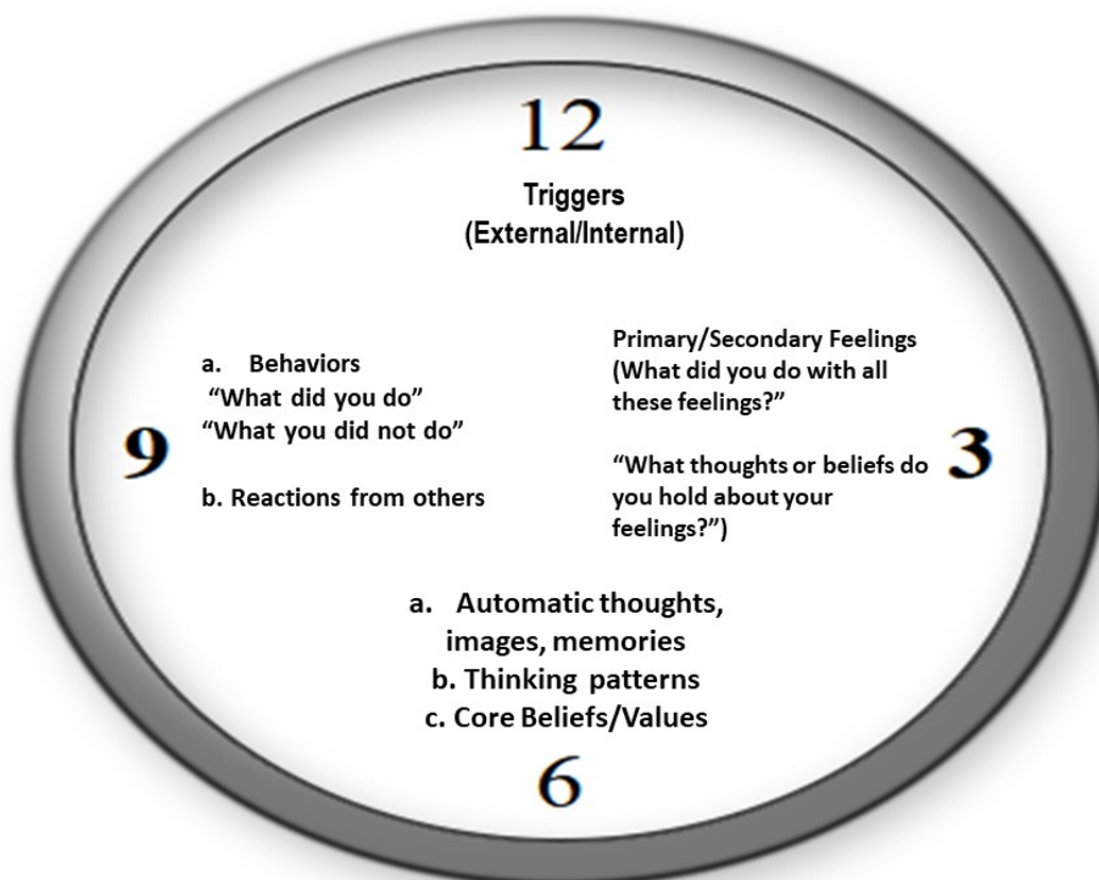 12
Triggers
(External/Internal)
Primary/Secondary Feelings
(What did you do with all
these feelings?”
“What thoughts or beliefs do
you hold about your
feelings?”)
3
a. Automatic thoughts,
images, memories
b. Thinking patterns
c. Core Beliefs/Values
6
a. Behaviors
“What did you do”
“What you did not do”
b. Reactions from others
9